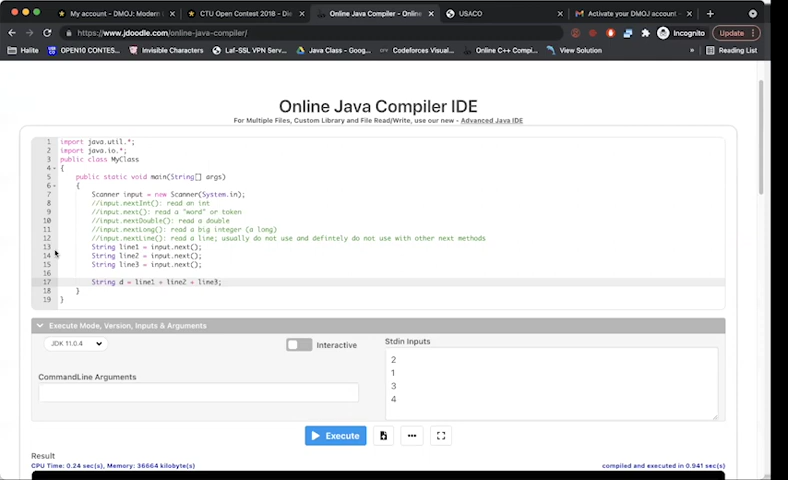 My account - DMOJ: Modern
CTU Open Contest 2018 - Die
Online Java Compiler - Online
USACO
Activate your DMOJ account -
https://www.jdoodle.com/online-java-compiler/
Incognito
Update
Halite
OPEN10 CONTES...
Invisible Characters
Laf-SSL VPN Serv...
Java Class - Goog...
Codeforces Visual...
Online C++ Compi...
View Solution
»
Reading List
Online Java Compiler IDE
For Multiple Files, Custom Library and File Read/Write, use our new - Advanced Java IDE
1 import java.util.*;
2 import java.io.*;
3 public class MyClass
4 {
5 public static void main(String[] args)
6 {
7 Scanner input = new Scanner(System.in);
8 //input.nextInt(): read an int
9 //input.next(): read a "word" or token
10 //input.nextDouble(): read a double
11 //input.nextLong(): read a big integer (a long)
12 //input.nextLine(): read a line; usually do not use and defintely do not use with other next methods
13 String line1 = input.next();
14 String line2 = input.next();
15 String line3 = input.next();
16
17 String d = line1 + line2 + line3;
18 }
19 }
Execute Mode, Version, Inputs & Arguments
JDK 11.0.4
Interactive
Stdin Inputs
2
1
3
4
CommandLine Arguments
Execute
Result
CPU Time: 0.24 sec(s), Memory: 36664 kilobyte(s)
compiled and executed in 0.941 sec(s)